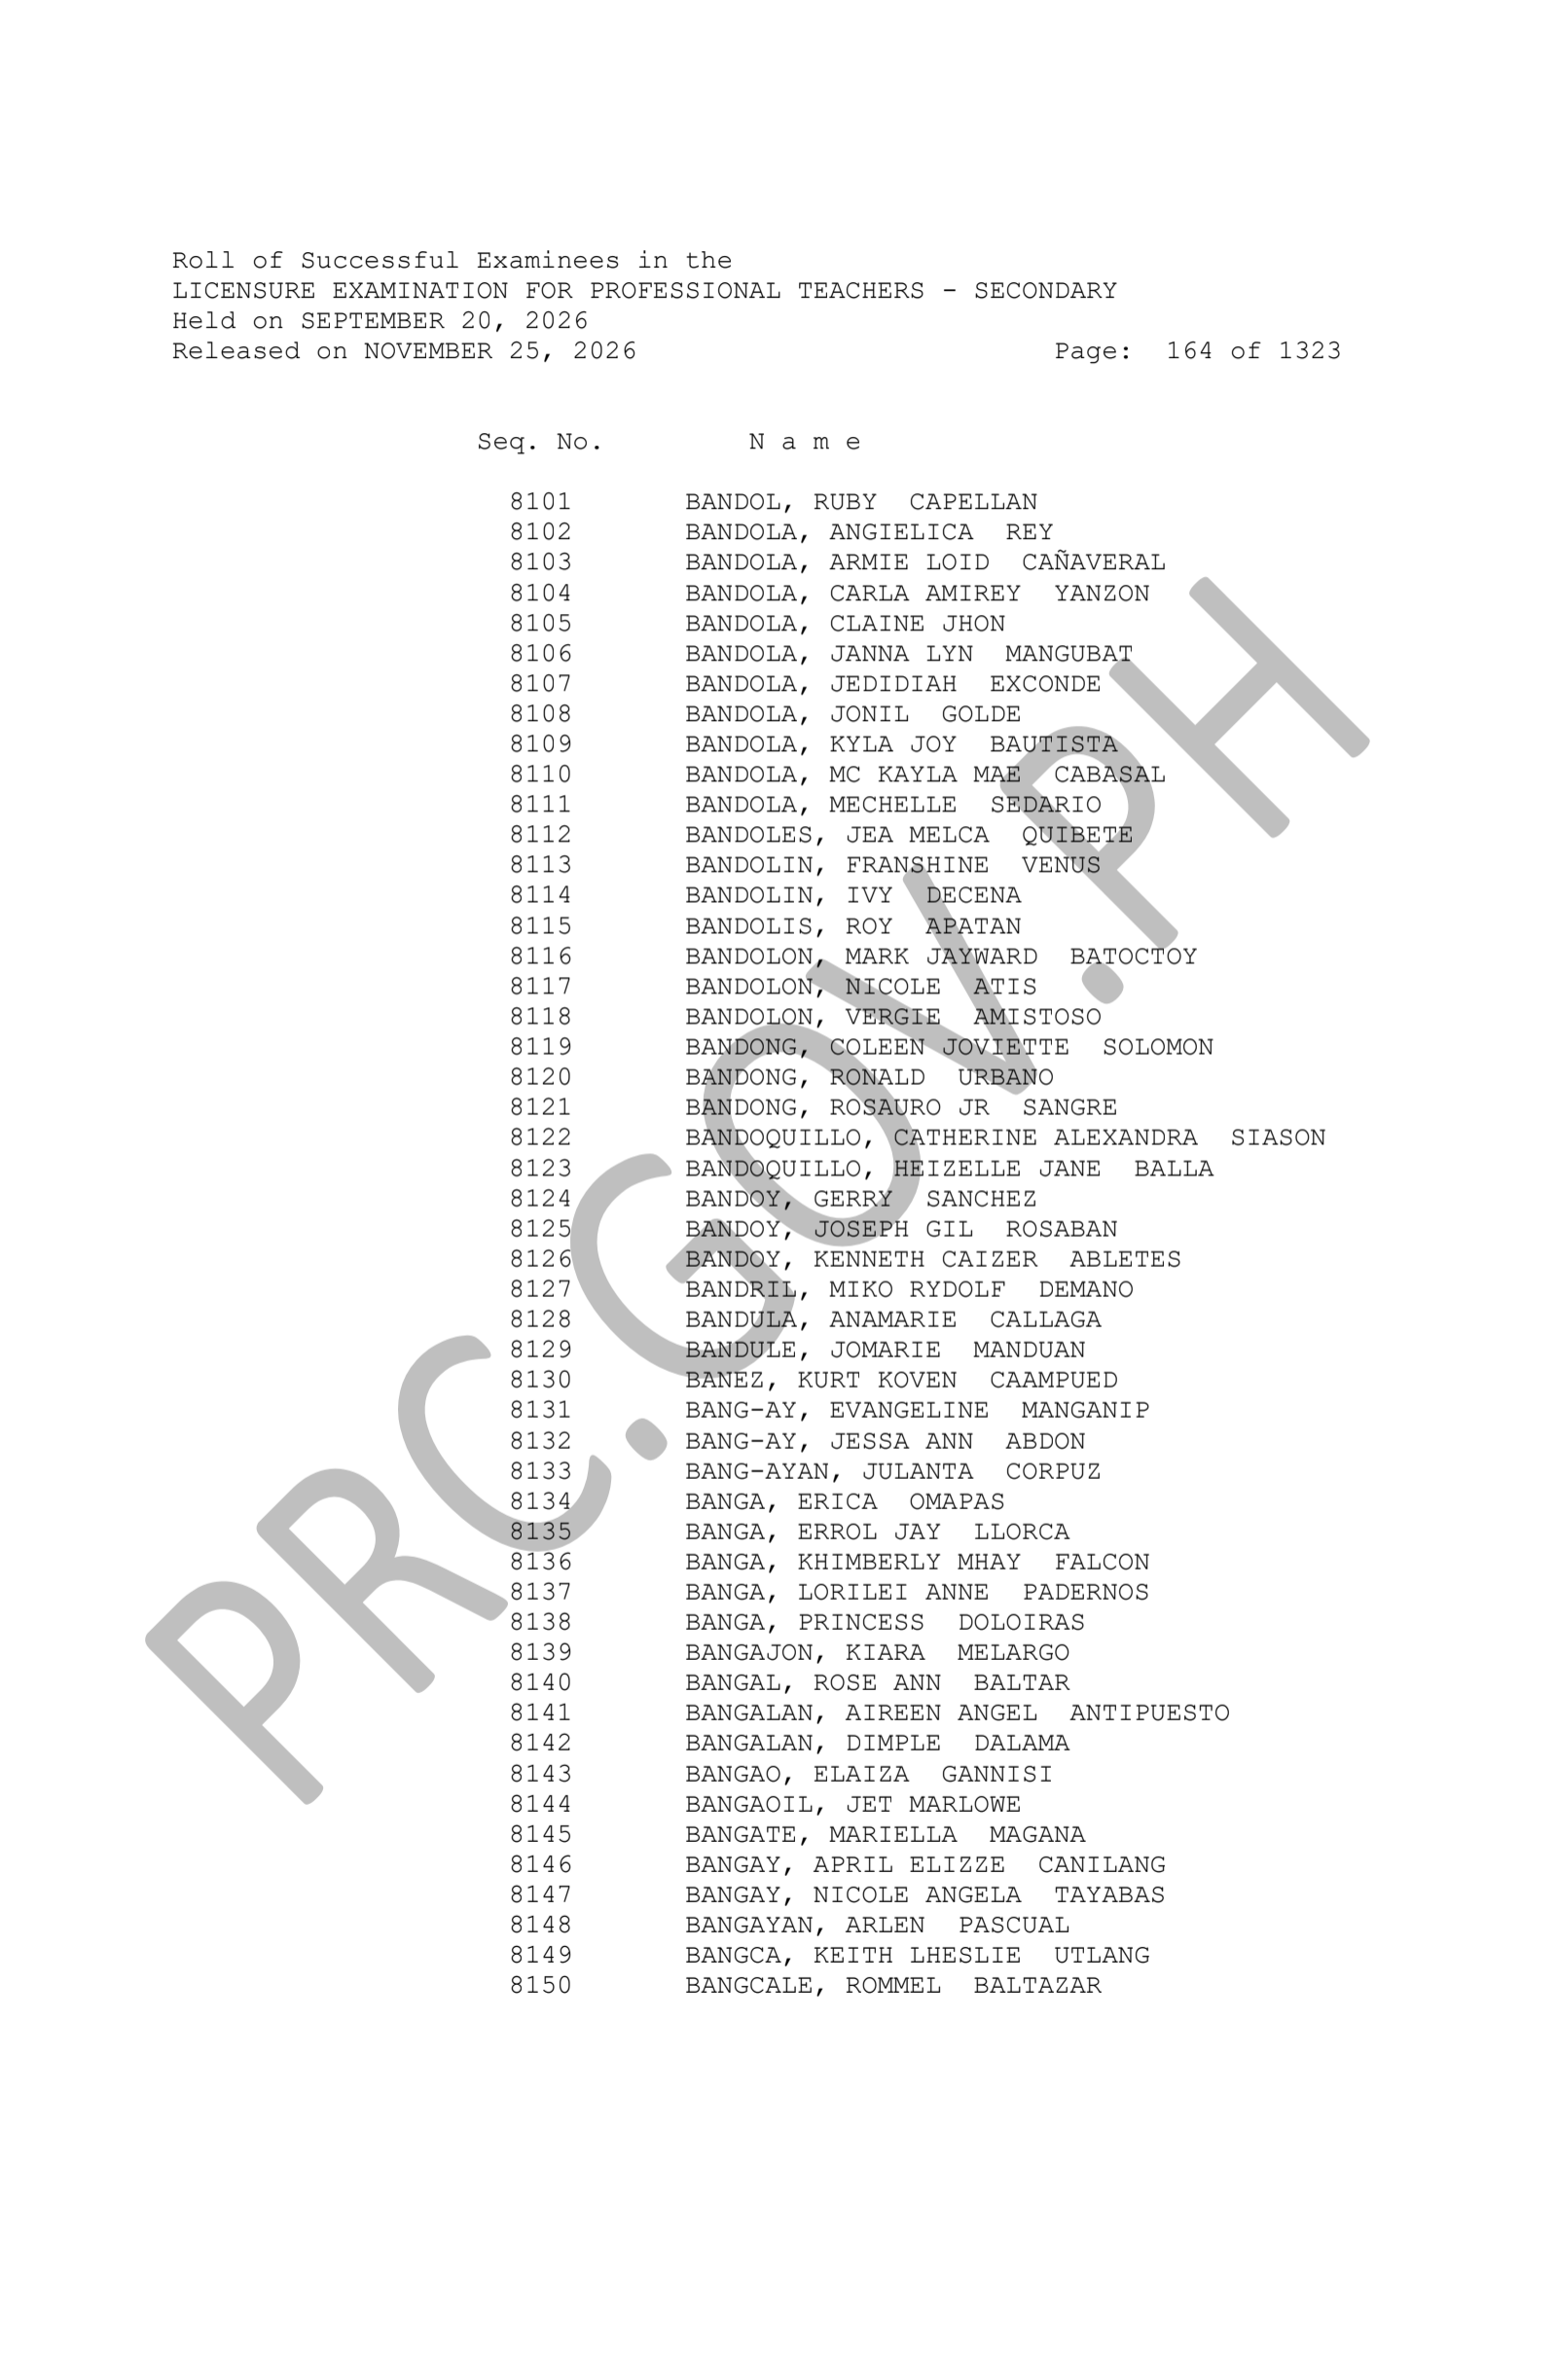 Roll of Successful Examinees in the
LICENSURE EXAMINATION FOR PROFESSIONAL TEACHERS - SECONDARY
Held on SEPTEMBER 20, 2026
Released on NOVEMBER 25, 2026 Page: 164 of 1323
Seq. No. N a m e
8101 BANDOL, RUBY CAPELLAN
8102 BANDOLA, ANGIELICA REY
8103 BANDOLA, ARMIE LOID CAÑAVERAL
8104 BANDOLA, CARLA AMIREY YANZON
8105 BANDOLA, CLAINE JHON
8106 BANDOLA, JANNA LYN MANGUBAT
8107 BANDOLA, JEDIDIAH EXCONDE
8108 BANDOLA, JONIL GOLDE
8109 BANDOLA, KYLA JOY BAUTISTA
8110 BANDOLA, MC KAYLA MAE CABASAL
8111 BANDOLA, MECHELLE SEDARIO
8112 BANDOLES, JEA MELCA QUIBETE
8113 BANDOLIN, FRANSHINE VENUS
8114 BANDOLIN, IVY DECENA
8115 BANDOLIS, ROY APATAN
8116 BANDOLON, MARK JAYWARD BATOCTOY
8117 BANDOLON, NICOLE ATIS
8118 BANDOLON, VERGIE AMISTOSO
8119 BANDONG, COLEEN JOVIETTE SOLOMON
8120 BANDONG, RONALD URBANO
8121 BANDONG, ROSAURO JR SANGRE
8122 BANDOQUILLO, CATHERINE ALEXANDRA SIASON
8123 BANDOQUILLO, HEIZELLE JANE BALLA
8124 BANDOY, GERRY SANCHEZ
8125 BANDOY, JOSEPH GIL ROSABAN
8126 BANDOY, KENNETH CAIZER ABLETES
8127 BANDRIL, MIKO RYDOLF DEMANO
8128 BANDULA, ANAMARIE CALLAGA
8129 BANDULE, JOMARIE MANDUAN
8130 BANEZ, KURT KOVEN CAAMPUED
8131 BANG-AY, EVANGELINE MANGANIP
8132 BANG-AY, JESSA ANN ABDON
8133 BANG-AYAN, JULANTA CORPUZ
8134 BANGA, ERICA OMAPAS
8135 BANGA, ERROL JAY LLORCA
8136 BANGA, KHIMBERLY MHAY FALCON
8137 BANGA, LORILEI ANNE PADERNOS
8138 BANGA, PRINCESS DOLOIRAS
8139 BANGAJON, KIARA MELARGO
8140 BANGAL, ROSE ANN BALTAR
8141 BANGALAN, AIREEN ANGEL ANTIPUESTO
8142 BANGALAN, DIMPLE DALAMA
8143 BANGAO, ELAIZA GANNISI
8144 BANGAOIL, JET MARLOWE
8145 BANGATE, MARIELLA MAGANA
8146 BANGAY, APRIL ELIZZE CANILANG
8147 BANGAY, NICOLE ANGELA TAYABAS
8148 BANGAYAN, ARLEN PASCUAL
8149 BANGCA, KEITH LHESLIE UTLANG
8150 BANGCALE, ROMMEL BALTAZAR
PRC.GOV.PH